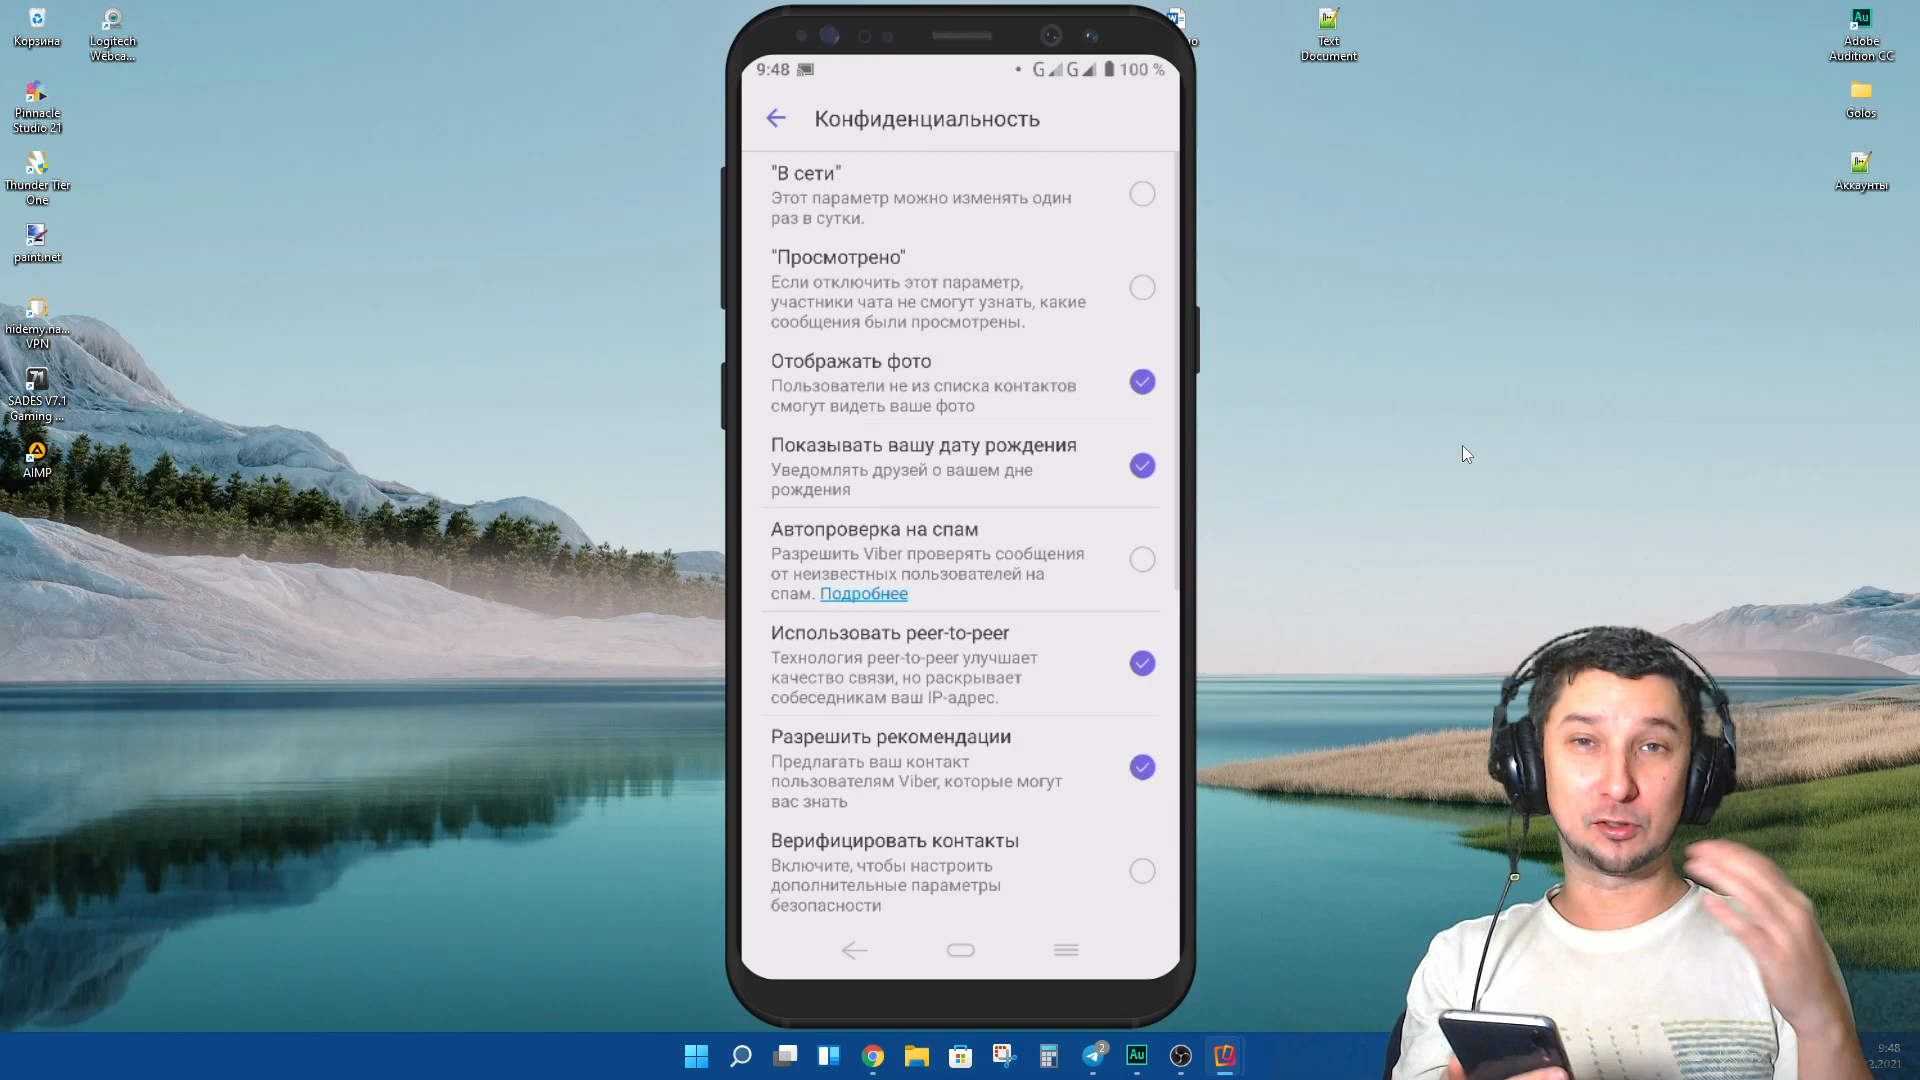 Корзина
Logitech
Webca...
Text
Document
Adobe
Audition CC
Pinnacle
Studio 21
Golos
Thunder Tier
One
Аккаунты
paint.net
hidemy.na...
VPN
SADES V7.1
Gaming ...
AIMP
9:48
G
G
100 %
Конфиденциальность
"В сети"
Этот параметр можно изменять один
раз в сутки.
"Просмотрено"
Если отключить этот параметр,
участники чата не смогут узнать, какие
сообщения были просмотрены.
Отображать фото
Пользователи не из списка контактов
смогут видеть ваше фото
Показывать вашу дату рождения
Уведомлять друзей о вашем дне
рождения
Автопроверка на спам
Разрешить Viber проверять сообщения
от неизвестных пользователей на
спам. Подробнее
Использовать peer-to-peer
Технология peer-to-peer улучшает
качество связи, но раскрывает
собеседникам ваш IP-адрес.
Разрешить рекомендации
Предлагать ваш контакт
пользователям Viber, которые могут
вас знать
Верифицировать контакты
Включите, чтобы настроить
дополнительные параметры
безопасности
2
Au
Au
9:48
2.2021